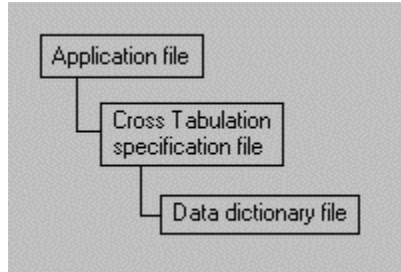 Application file
Cross Tabulation
specification file
Data dictionary file